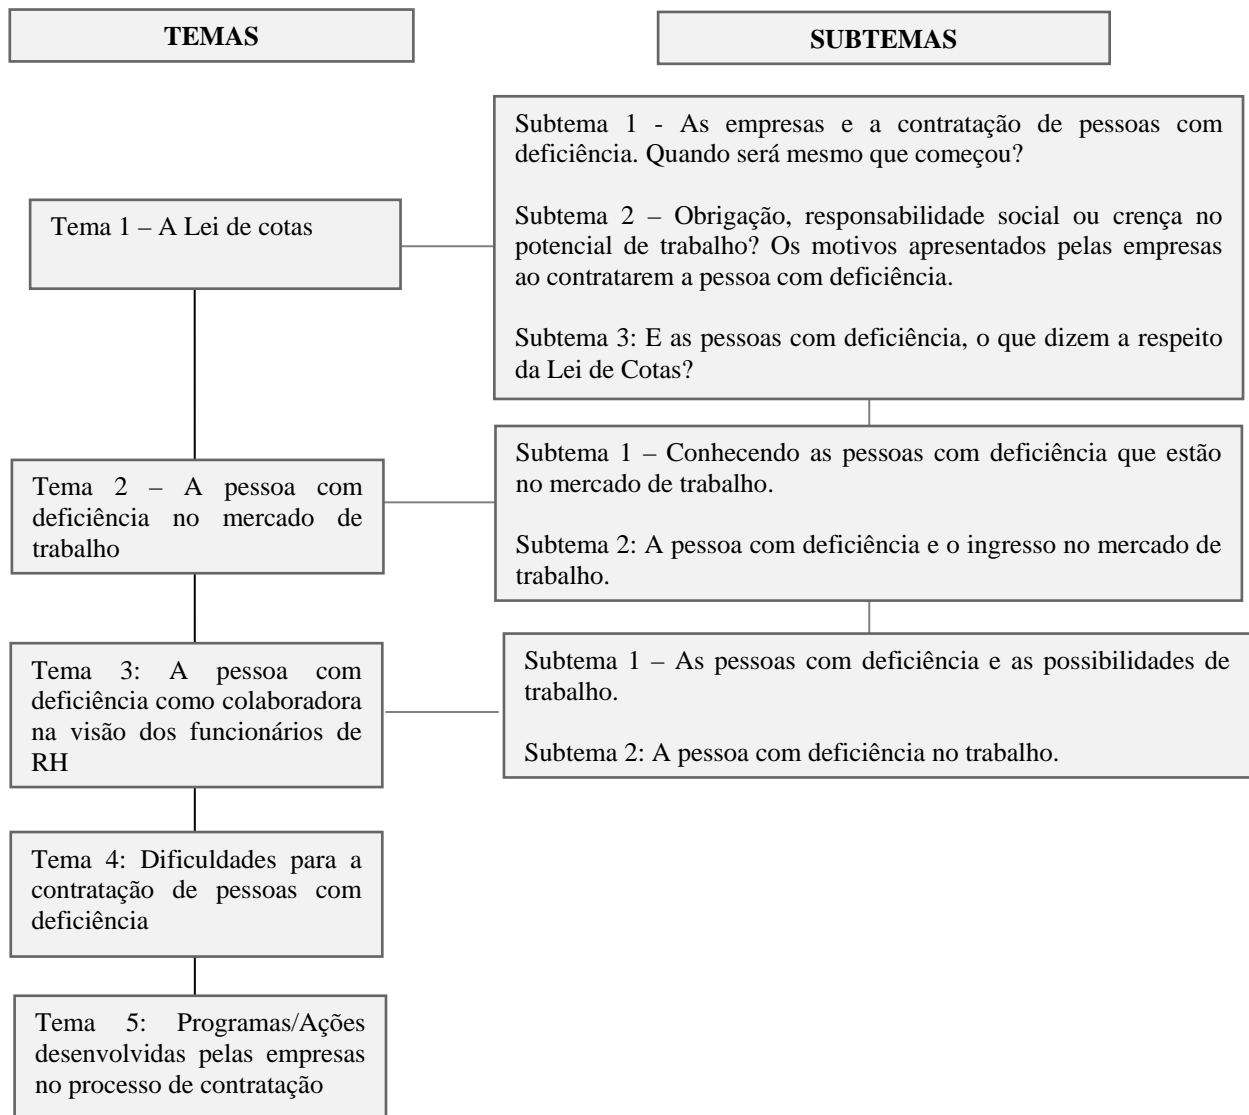 TEMAS
SUBTEMAS
Tema 1 – A Lei de cotas
Subtema 1 - As empresas e a contratação de pessoas com
deficiência. Quando será mesmo que começou?
Subtema 2 – Obrigação, responsabilidade social ou crença no
potencial de trabalho? Os motivos apresentados pelas empresas
ao contratarem a pessoa com deficiência.
Subtema 3: E as pessoas com deficiência, o que dizem a respeito
da Lei de Cotas?
Tema 2 – A pessoa com
deficiência no mercado de
trabalho
Subtema 1 – Conhecendo as pessoas com deficiência que estão
no mercado de trabalho.
Subtema 2: A pessoa com deficiência e o ingresso no mercado de
trabalho.
Tema 3: A pessoa com
deficiência como colaboradora
na visão dos funcionários de
RH
Subtema 1 – As pessoas com deficiência e as possibilidades de
trabalho.
Subtema 2: A pessoa com deficiência no trabalho.
Tema 4: Dificuldades para a
contratação de pessoas com
deficiência
Tema 5: Programas/Ações
desenvolvidas pelas empresas
no processo de contratação